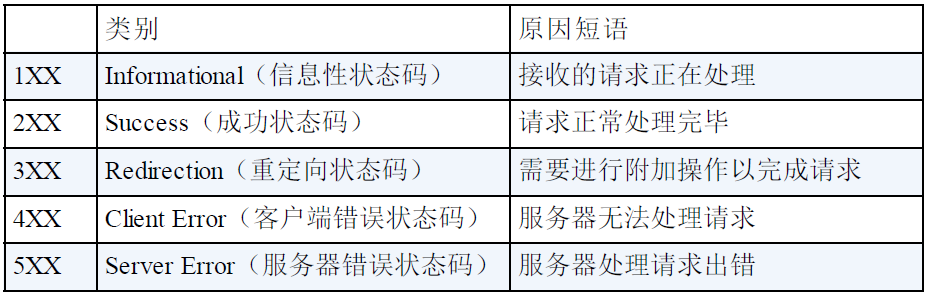 类别 原因短语
1XX Informational（信息性状态码） 接收的请求正在处理
2XX Success（成功状态码） 请求正常处理完毕
3XX Redirection（重定向状态码） 需要进行附加操作以完成请求
4XX Client Error（客户端错误状态码） 服务器无法处理请求
5XX Server Error（服务器错误状态码） 服务器处理请求出错